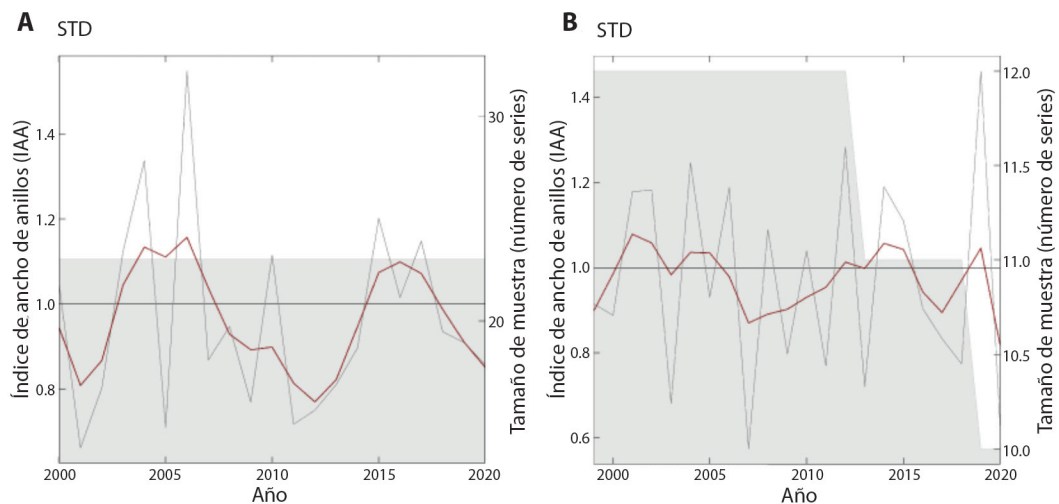 A
STD
Índice de ancho de anillos (IAA)
1.4
1.2
1.0
0.8
30
20
Tamaño de muestra (número de series)
2000
2005
2010
2015
2020
Año
B
STD
Índice de ancho de anillos (IAA)
1.4
1.2
1.0
0.8
0.6
12.0
11.5
11.0
10.5
10.0
Tamaño de muestra (número de series)
2000
2005
2010
2015
2020
Año